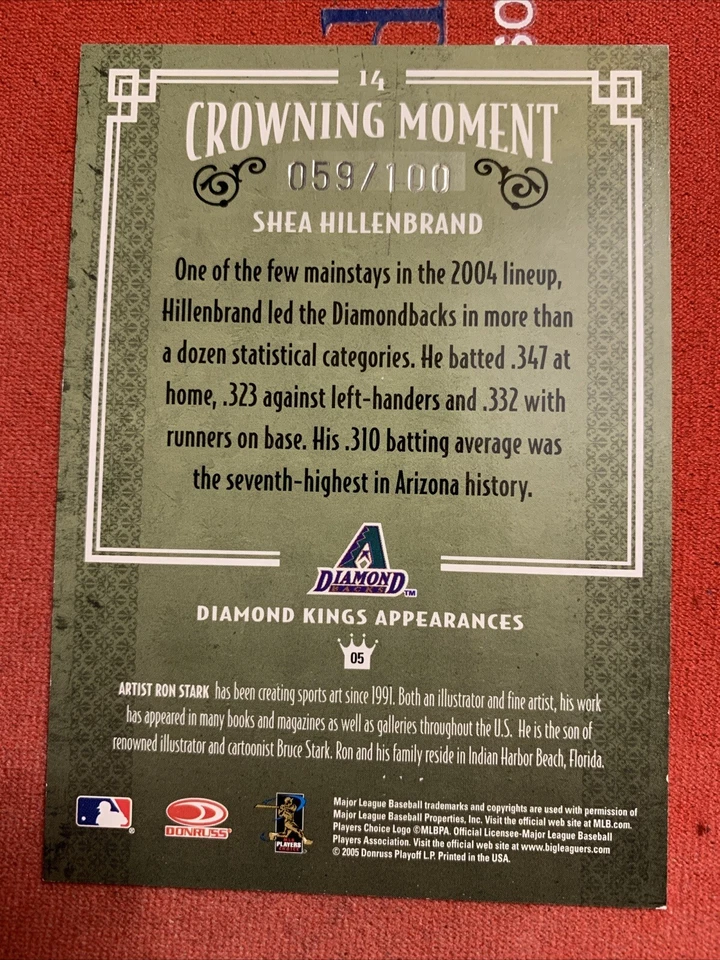 SO
14
CROWNING MOMENT
059/100
SHEA HILLENBRAND
One of the few mainstays in the 2004 lineup,
Hillenbrand led the Diamondbacks in more than
a dozen statistical categories. He batted .347 at
home, .323 against left-handers and .332 with
runners on base. His .310 batting average was
the seventh-highest in Arizona history.
DIAMOND
BACKS TM
DIAMOND KINGS APPEARANCES
05
ARTIST RON STARK has been creating sports art since 1991. Both an illustrator and fine artist, his work
has appeared in many books and magazines as well as galleries throughout the U.S. He is the son of
renowned illustrator and cartoonist Bruce Stark. Ron and his family reside in Indian Harbor Beach, Florida.
®
DONRUSS
PLAYERS
CHOICE
Major League Baseball trademarks and copyrights are used with permission of
Major League Baseball Properties, Inc. Visit the official web site at MLB.com.
Players Choice Logo ©MLBPA. Official Licensee-Major League Baseball
Players Association. Visit the official web site at www.bigleaguers.com
© 2005 Donruss Playoff L.P. Printed in the USA.